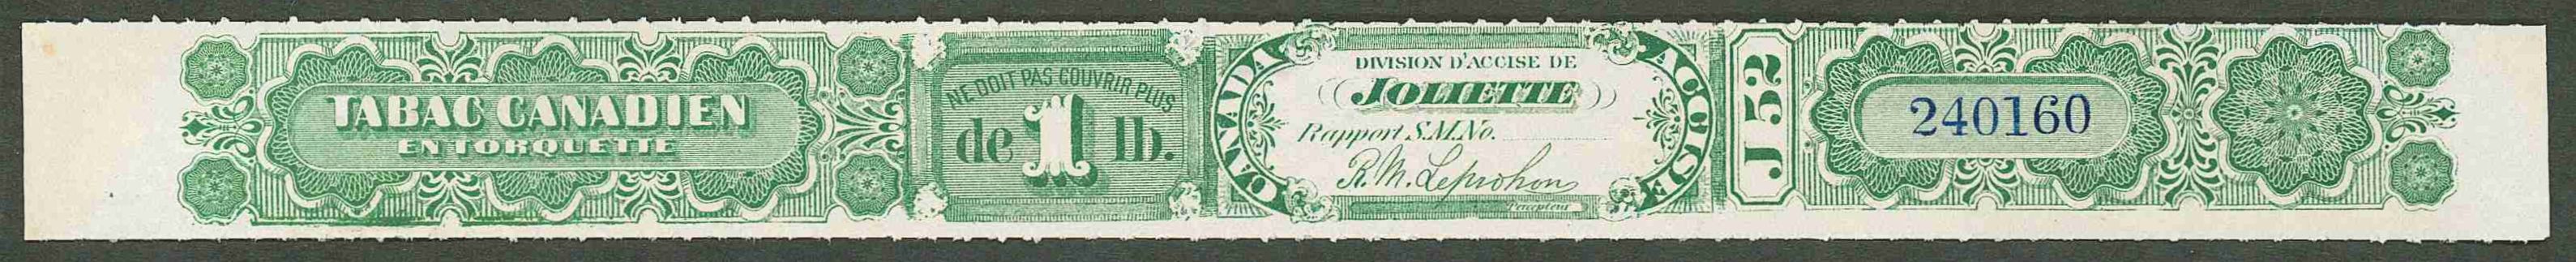 TABAC CANADIEN
EN TORQUETTE
NE DOIT PAS COUVRIR PLUS
de 1 lb.
CANADA
DIVISION D'ACCISE DE
JOLIETTE
Rapport S.M.No.
R. M. Leprohon
Percepteur
ACCISE
J 52
240160